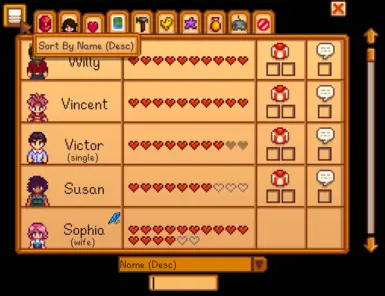 Sort By Name (Desc)
Willy
Vincent
Victor
(single)
Susan
Sophia
(wife)
Name (Desc)